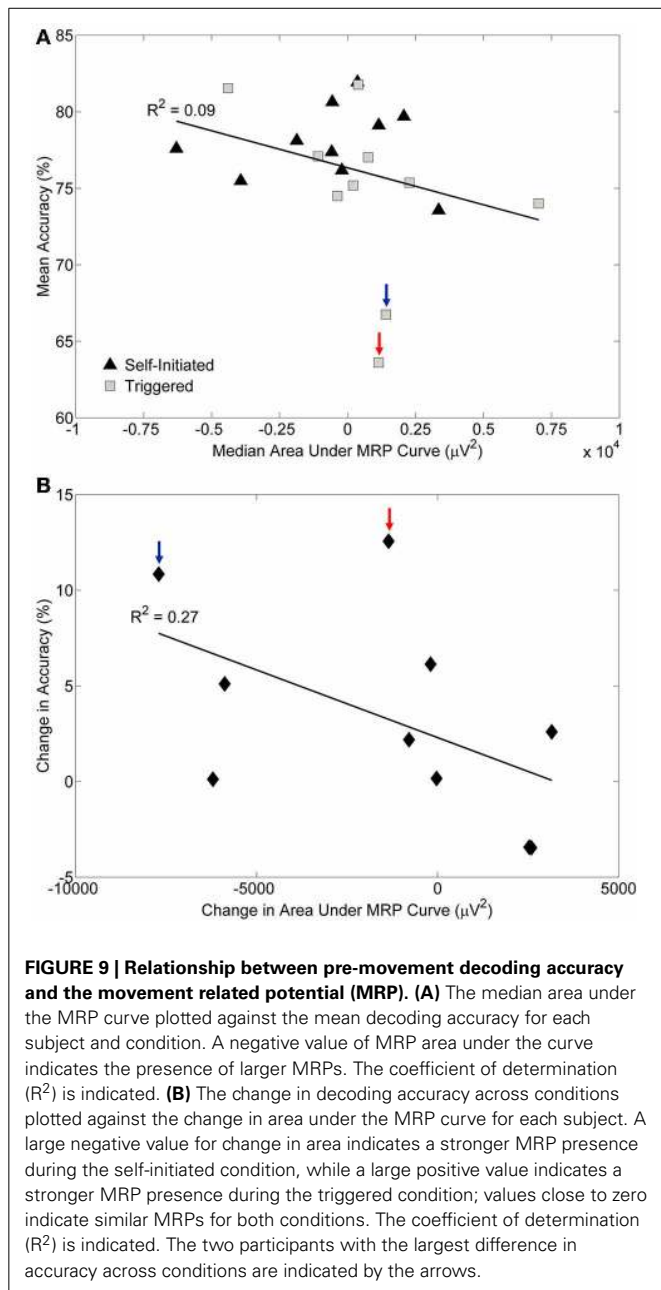 A
85
80
75
70
65
60
Mean Accuracy (%)
R² = 0.09
Self-Initiated
Triggered
-1 -0.5 -0.25 0 0.25 0.5 0.75 1
x 10⁴
Median Area Under MRP Curve (µV²)
B
15
10
5
0
-5
Change in Accuracy (%)
R² = 0.27
-10000 -5000 0 5000
Change in Area Under MRP Curve (µV²)
FIGURE 9 | Relationship between pre-movement decoding accuracy
and the movement related potential (MRP). (A) The median area under
the MRP curve plotted against the mean decoding accuracy for each
subject and condition. A negative value of MRP area under the curve
indicates the presence of larger MRPs. The coefficient of determination
(R²) is indicated. (B) The change in decoding accuracy across conditions
plotted against the change in area under the MRP curve for each subject. A
large negative value for change in area indicates a stronger MRP presence
during the self-initiated condition, while a large positive value indicates a
stronger MRP presence during the triggered condition; values close to zero
indicate similar MRPs for both conditions. The coefficient of determination
(R²) is indicated. The two participants with the largest difference in
accuracy across conditions are indicated by the arrows.